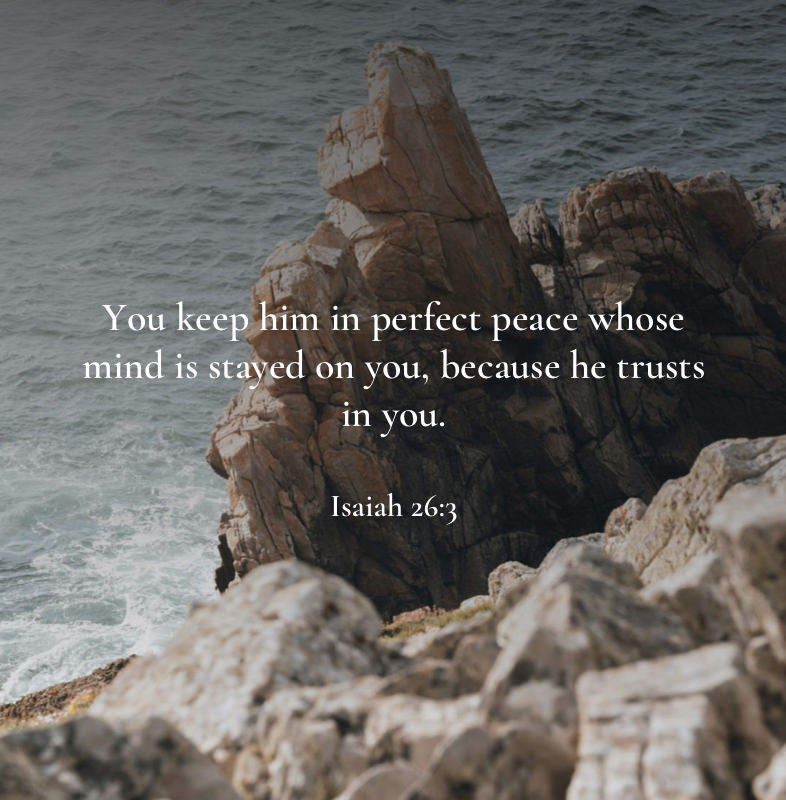 You keep him in perfect peace whose
mind is stayed on you, because he trusts
in you.
Isaiah 26:3